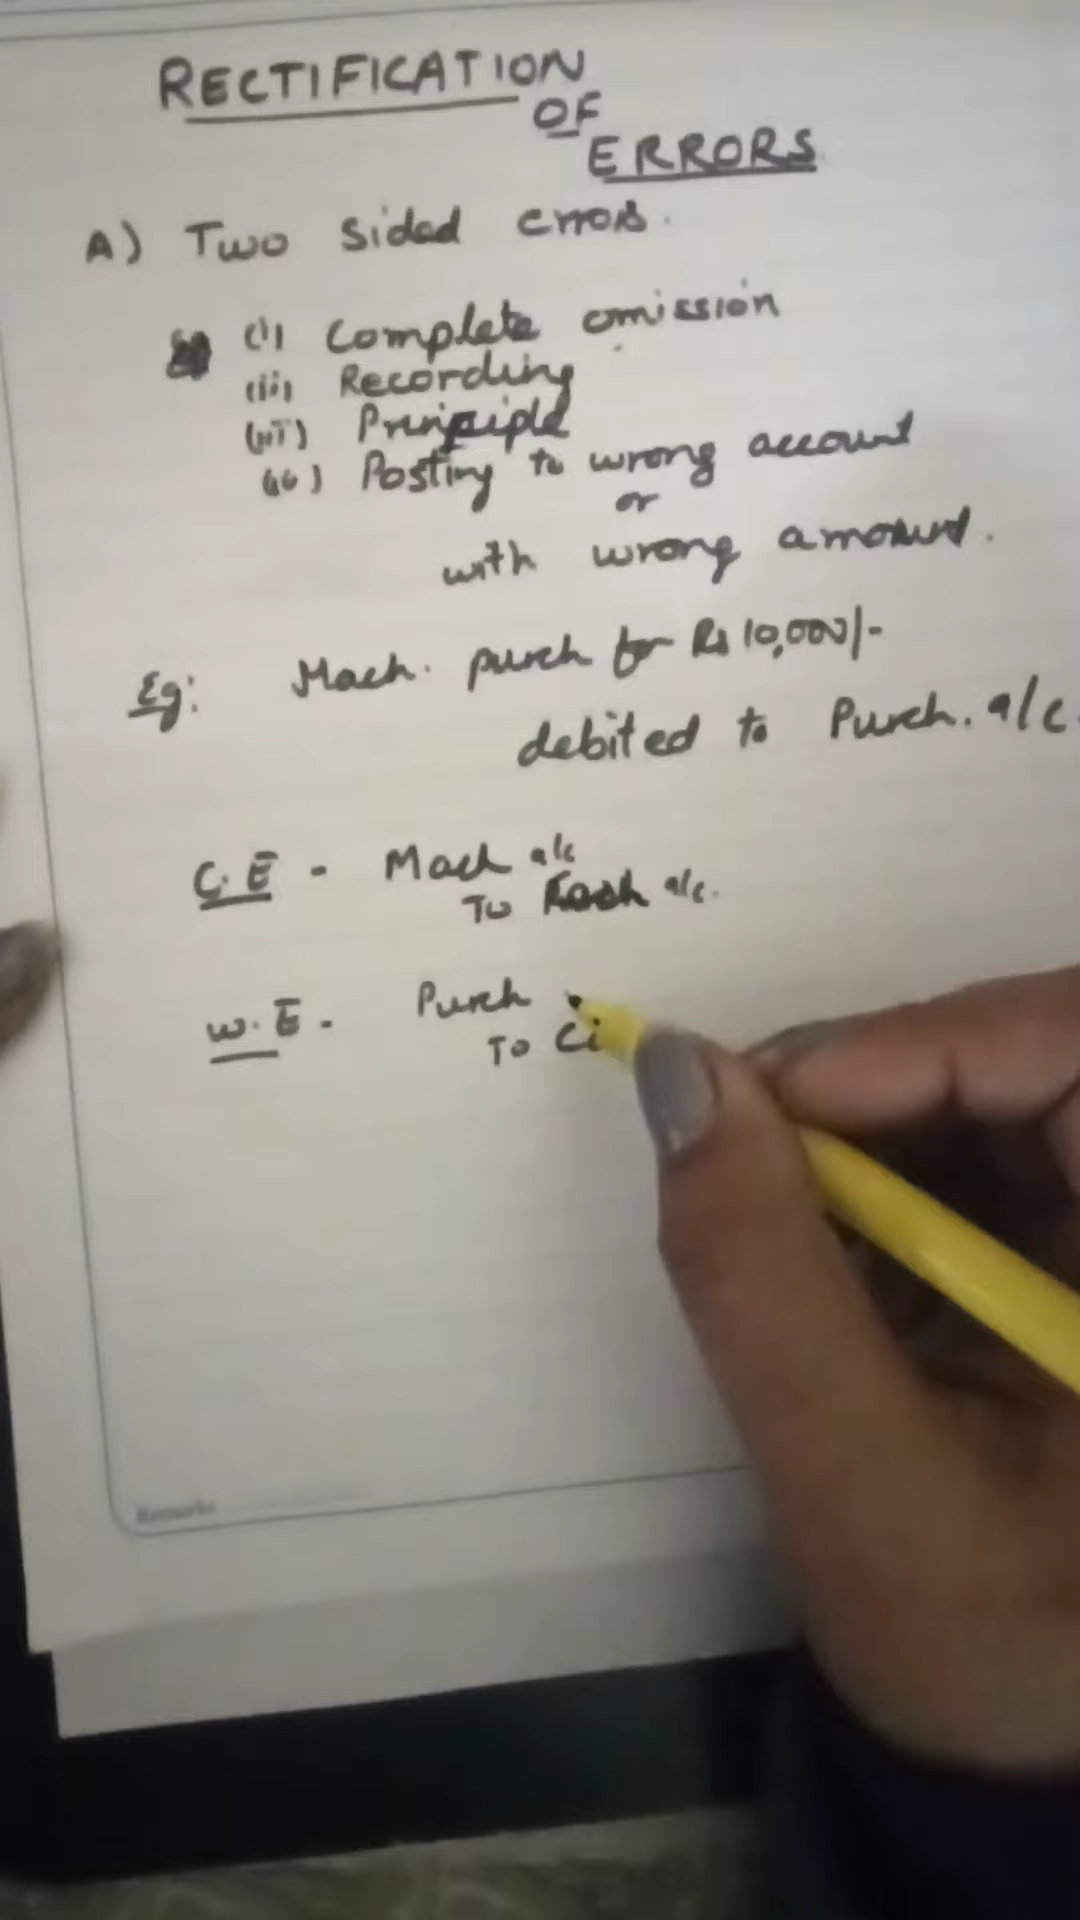 RECTIFICATION
OF
ERRORS
A) Two sided errors.
(i) Complete omission
(ii) Recording
(iii) Principle
(iv) Posting to wrong account
or
with wrong amount.
Eg: Mach. purch for Rs 10,000/-
debited to Purch. a/c.
C.E - Mach a/c
To Cash a/c.
W.E - Purch
To
Remarks